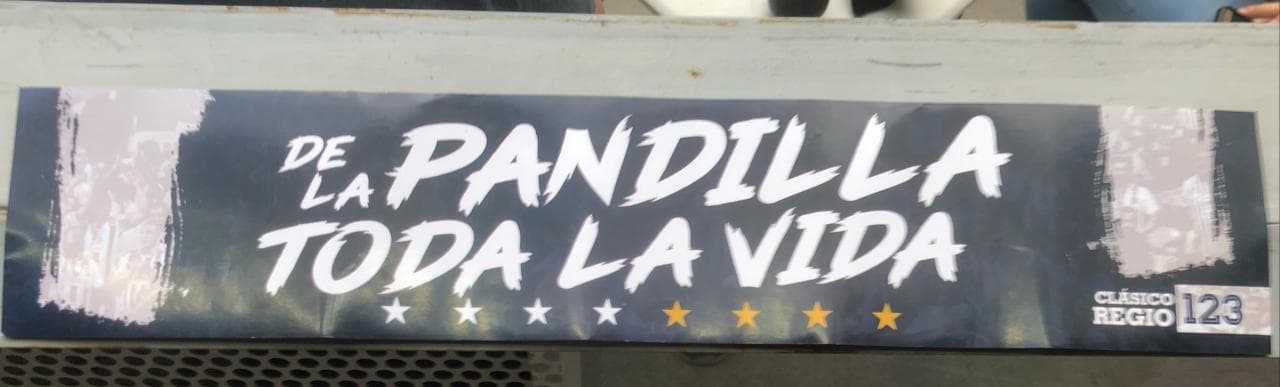 DE
LA PANDILLA
TODA LA VIDA
CLÁSICO
REGIO 123